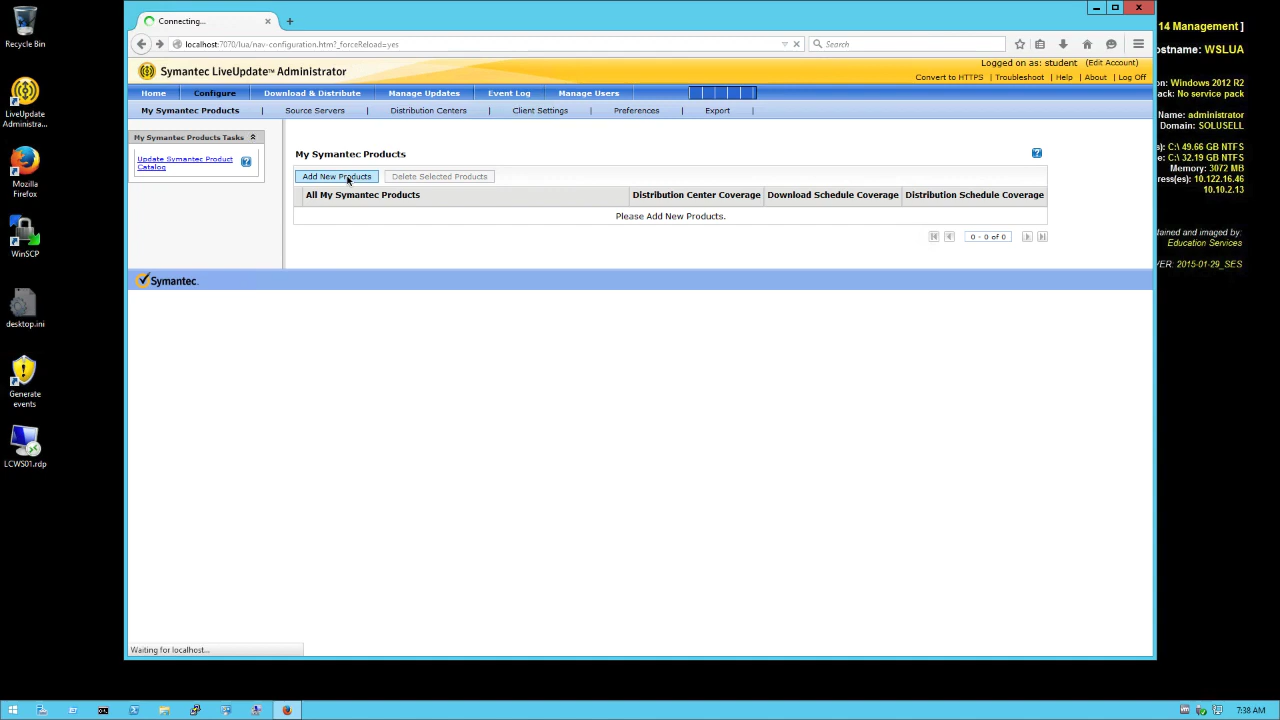 Recycle Bin
LiveUpdate
Administra...
Mozilla
Firefox
WinSCP
desktop.ini
Generate
events
LCWS01.rdp
Connecting...
localhost:7070/lua/nav-configuration.htm?_forceReload=yes
Search
Symantec LiveUpdate™ Administrator
Logged on as: student (Edit Account)
Convert to HTTPS | Troubleshoot | Help | About | Log Off
Home Configure Download & Distribute Manage Updates Event Log Manage Users
My Symantec Products | Source Servers | Distribution Centers | Client Settings | Preferences | Export |
My Symantec Products Tasks
Update Symantec Product
Catalog
?
My Symantec Products
?
Add New Products Delete Selected Products
All My Symantec Products Distribution Center Coverage Download Schedule Coverage Distribution Schedule Coverage
Please Add New Products.
0 - 0 of 0
Symantec.
Waiting for localhost...
14 Management ]
ostname: WSLUA
on: Windows 2012 R2
ack: No service pack
Name: administrator
Domain: SOLUSELL
s): C:\ 49.66 GB NTFS
e: C:\ 32.19 GB NTFS
Memory: 3072 MB
ress(es): 10.122.16.46
10.10.2.13
tained and imaged by:
Education Services
VER: 2015-01-29_SES
7:38 AM